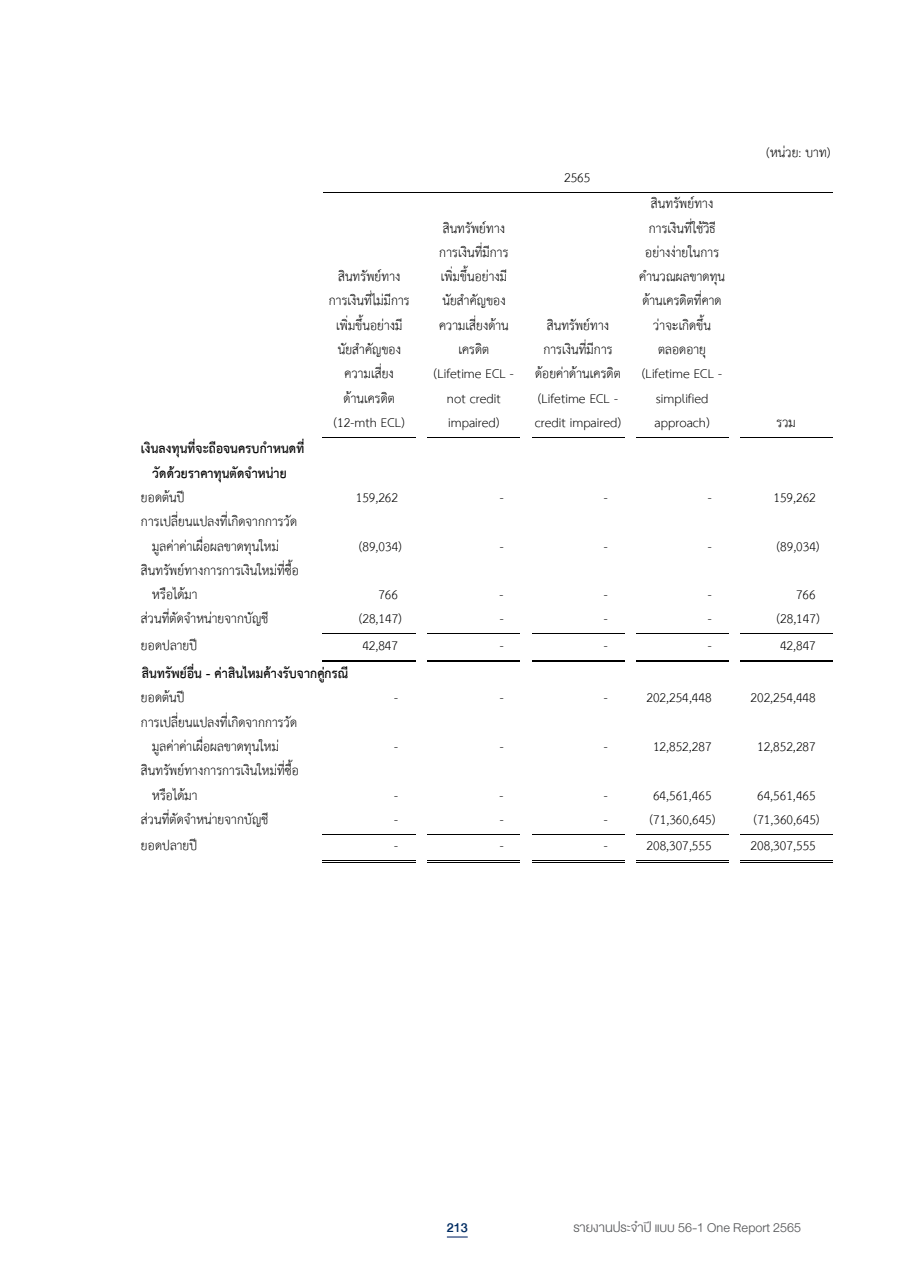 (หน่วย: บาท)
2565
สินทรัพย์ทาง
การเงินที่ไม่มีการ
เพิ่มขึ้นอย่างมี
นัยสำคัญของ
ความเสี่ยง
ด้านเครดิต
(12-mth ECL)
สินทรัพย์ทาง
การเงินที่มีการ
เพิ่มขึ้นอย่างมี
นัยสำคัญของ
ความเสี่ยงด้าน
เครดิต
(Lifetime ECL -
not credit
impaired)
สินทรัพย์ทาง
การเงินที่มีการ
ด้อยค่าด้านเครดิต
(Lifetime ECL -
credit impaired)
สินทรัพย์ทาง
การเงินที่ใช้วิธี
อย่างง่ายในการ
คำนวณผลขาดทุน
ด้านเครดิตที่คาด
ว่าจะเกิดขึ้น
ตลอดอายุ
(Lifetime ECL -
simplified
approach)
รวม
เงินลงทุนที่จะถือจนครบกำหนดที่
วัดด้วยราคาทุนตัดจำหน่าย
ยอดต้นปี 159,262 - - - 159,262
การเปลี่ยนแปลงที่เกิดจากการวัด
มูลค่าค่าเผื่อผลขาดทุนใหม่ (89,034) - - - (89,034)
สินทรัพย์ทางการการเงินใหม่ที่ซื้อ
หรือได้มา 766 - - - 766
ส่วนที่ตัดจำหน่ายจากบัญชี (28,147) - - - (28,147)
ยอดปลายปี 42,847 - - - 42,847
สินทรัพย์อื่น - ค่าสินไหมค้างรับจากคู่กรณี
ยอดต้นปี - - - 202,254,448 202,254,448
การเปลี่ยนแปลงที่เกิดจากการวัด
มูลค่าค่าเผื่อผลขาดทุนใหม่ - - - 12,852,287 12,852,287
สินทรัพย์ทางการการเงินใหม่ที่ซื้อ
หรือได้มา - - - 64,561,465 64,561,465
ส่วนที่ตัดจำหน่ายจากบัญชี - - - (71,360,645) (71,360,645)
ยอดปลายปี - - - 208,307,555 208,307,555
213 รายงานประจำปี แบบ 56-1 One Report 2565